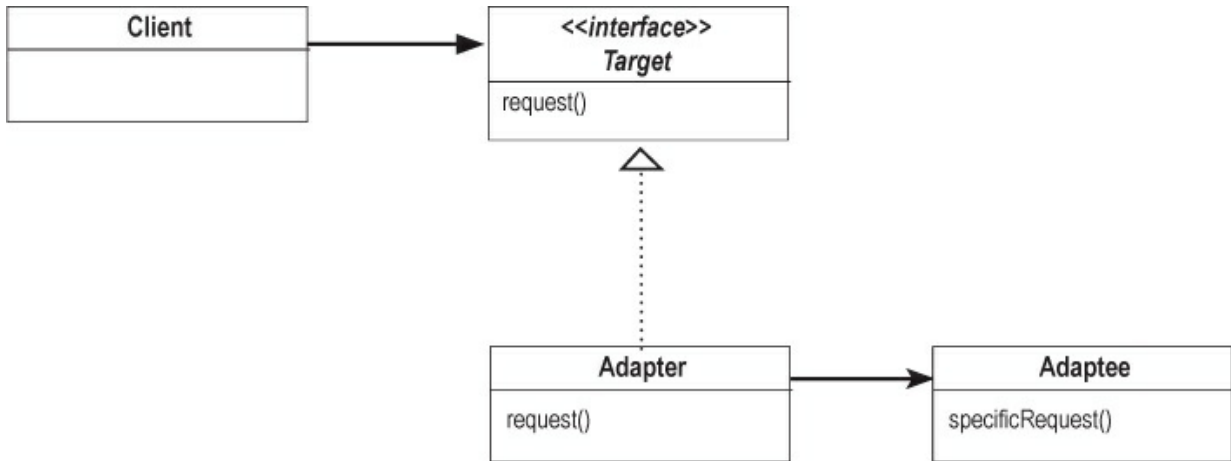 Client
<<interface>>
Target
request()
Adapter
request()
Adaptee
specificRequest()